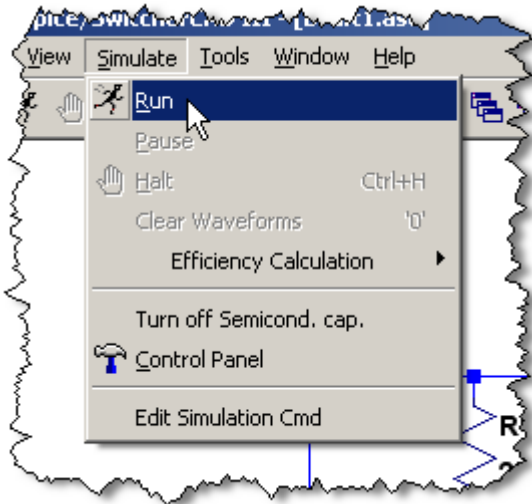 View Simulate Tools Window Help
Run
Pause
Halt Ctrl+H
Clear Waveforms '0'
Efficiency Calculation
Turn off Semicond. cap.
Control Panel
Edit Simulation Cmd
R